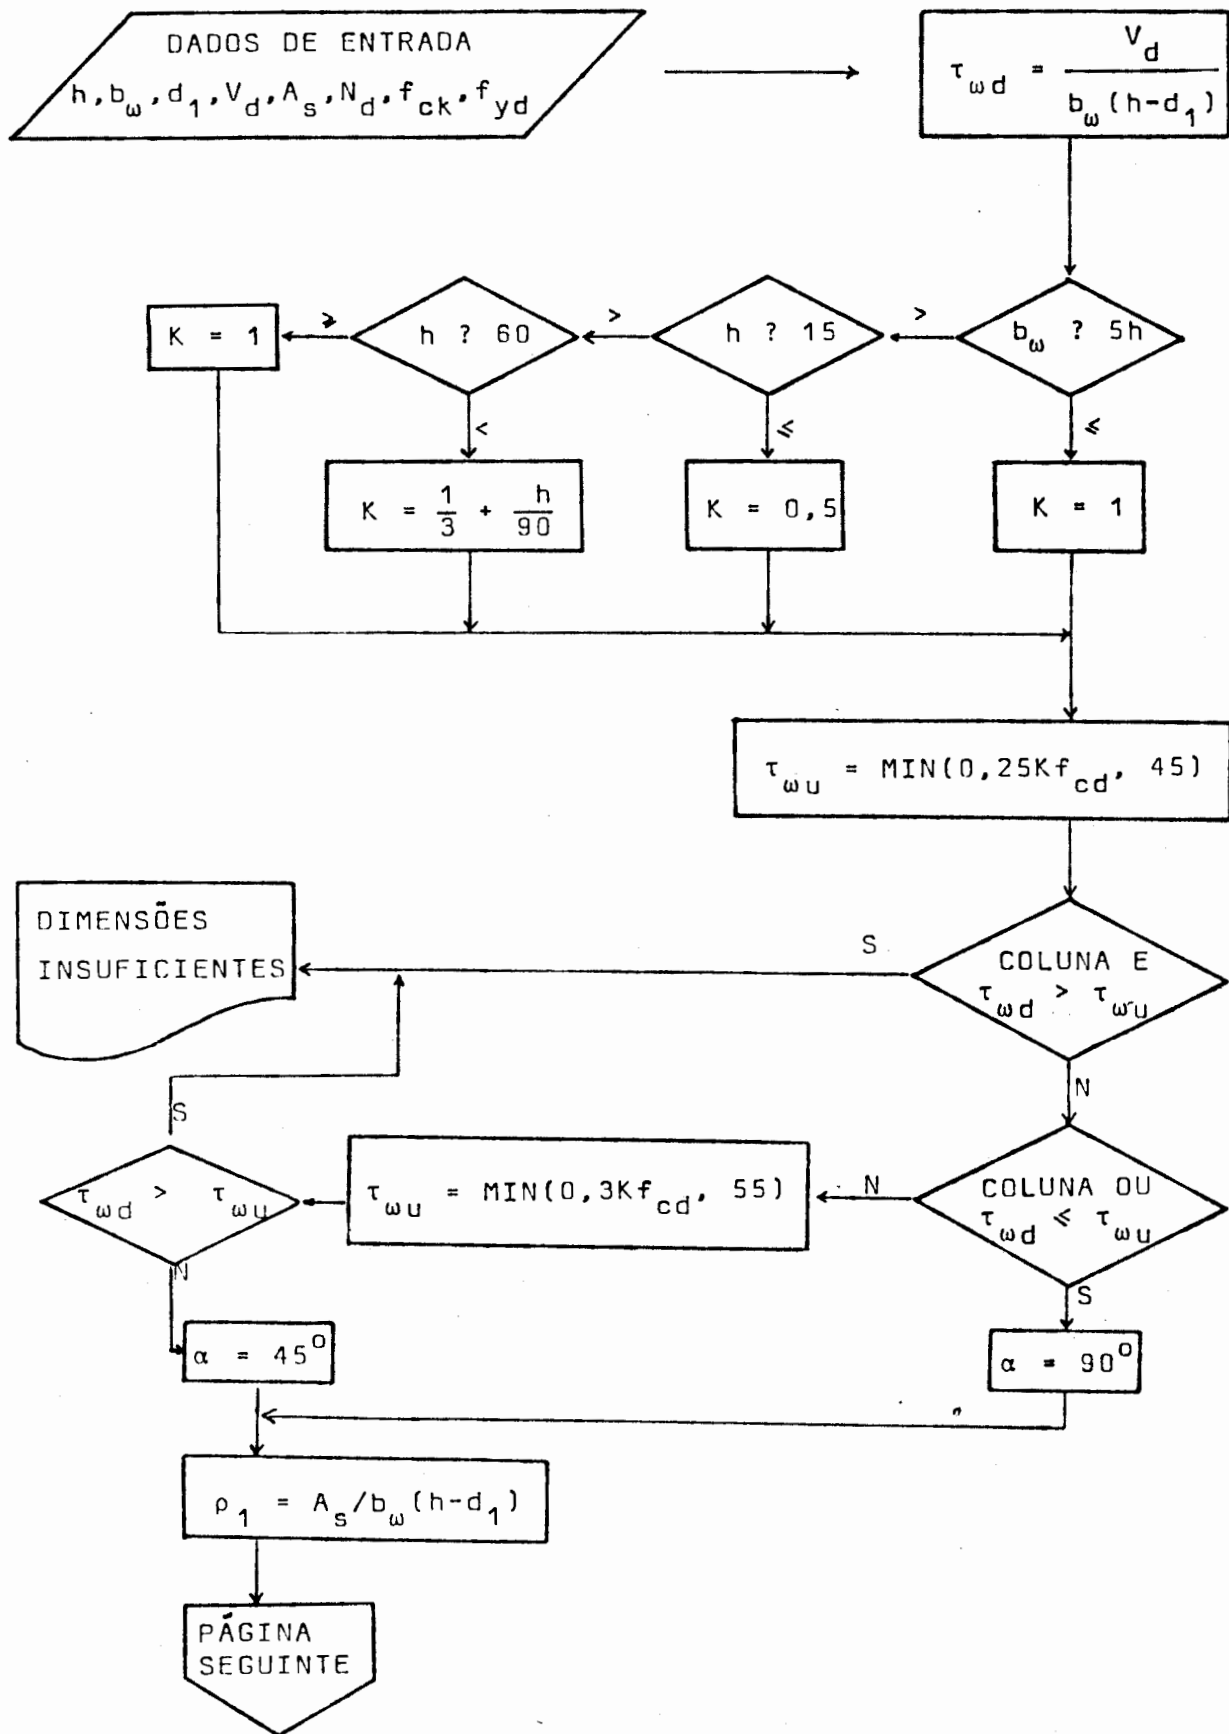 DADOS DE ENTRADA
h, b_ω, d_1, V_d, A_s, N_d, f_ck, f_yd
τ_ωd = V_d / b_ω(h-d_1)
b_ω ? 5h
>
≤
h ? 15
>
≤
h ? 60
≥
<
K = 1
K = 1/3 + h/90
K = 0,5
K = 1
τ_ωu = MIN(0,25Kf_cd, 45)
COLUNA E
τ_ωd > τ_ωu
S
N
DIMENSÕES
INSUFICIENTES
COLUNA OU
τ_ωd ≤ τ_ωu
N
S
τ_ωu = MIN(0,3Kf_cd, 55)
τ_ωd > τ_ωu
S
N
α = 45°
α = 90°
ρ_1 = A_s/b_ω(h-d_1)
PÁGINA
SEGUINTE